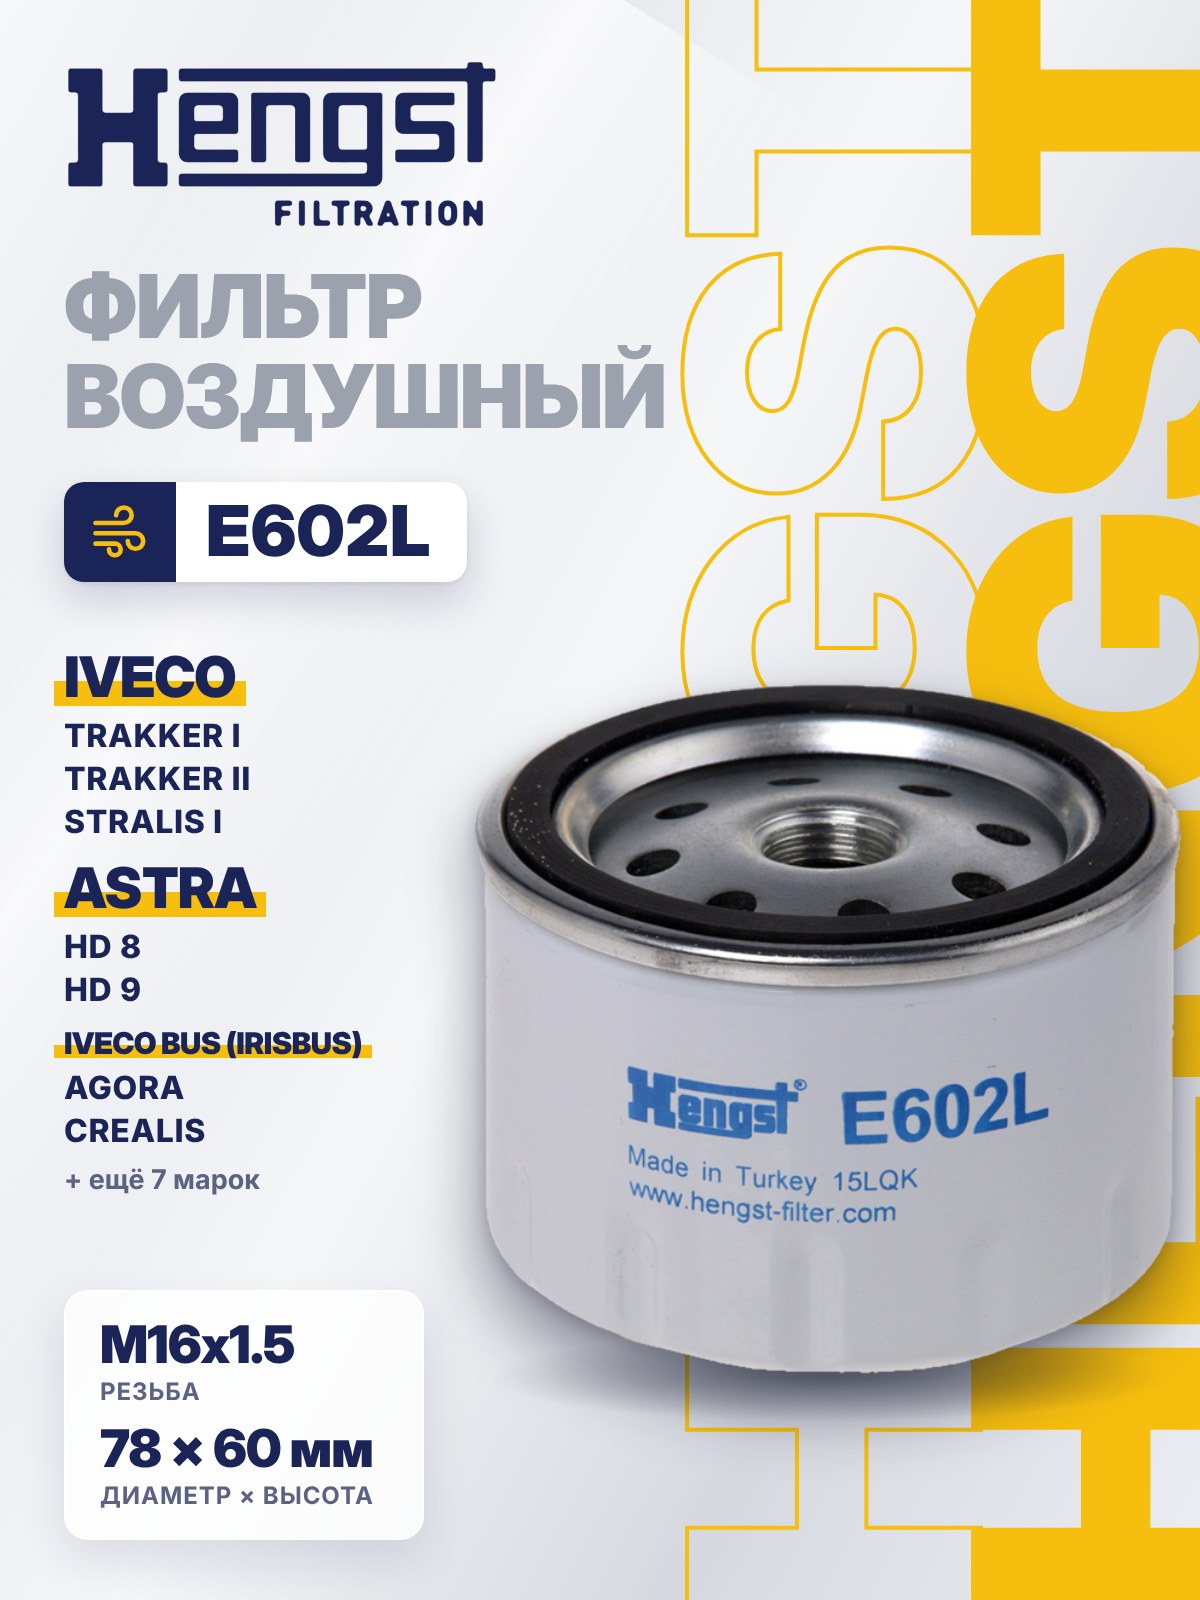 Hengst
FILTRATION
ФИЛЬТР
ВОЗДУШНЫЙ
E602L
IVECO
TRAKKER I
TRAKKER II
STRALIS I
ASTRA
HD 8
HD 9
IVECO BUS (IRISBUS)
AGORA
CREALIS
+ ещё 7 марок
M16x1.5
РЕЗЬБА
78 × 60 мм
ДИАМЕТР × ВЫСОТА
Hengst® E602L
Made in Turkey 15LQK
www.hengst-filter.com
HENGST
HENGST